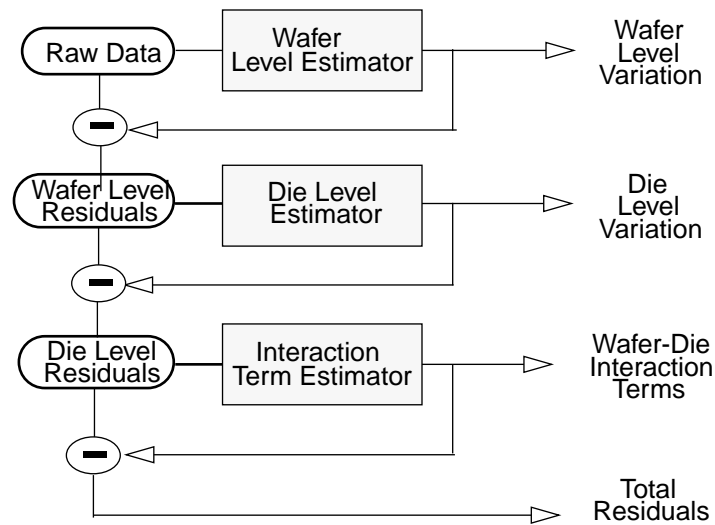 Raw Data
Wafer
Level Estimator
Wafer
Level
Variation
Wafer Level
Residuals
Die Level
Estimator
Die
Level
Variation
Die Level
Residuals
Interaction
Term Estimator
Wafer-Die
Interaction
Terms
Total
Residuals